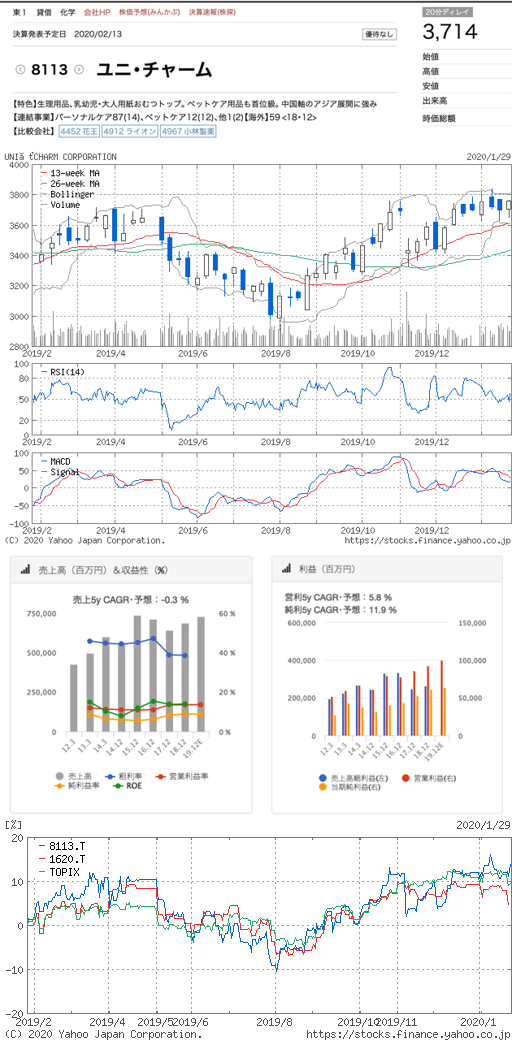 東1 貸借 化学 会社HP 株価予想(みんかぶ) 決算速報(株探)
20分ディレイ
決算発表予定日 2020/02/13 優待なし
3,714
始値
8113 ユニ・チャーム
高値
安値
出来高
【特色】生理用品、乳幼児・大人用紙おむつトップ。ペットケア用品も首位級。中国軸のアジア展開に強み
【連結事業】パーソナルケア87(14)、ペットケア12(12)、他1(2)【海外】59 <18・12>
時価総額
【比較会社】 4452 花王 4912 ライオン 4967 小林製薬
CHARM CORPORATION 2020/1/29
4000
13-week MA
26-week MA
Bollinger
Volume
3800
3600
3400
3200
3000
2800
2019/2 2019/4 2019/6 2019/8 2019/10 2019/12
100
RSI(14)
50
0
2019/2 2019/4 2019/6 2019/8 2019/10 2019/12
100
MACD
Signal
50
0
-50
-100
2019/2 2019/4 2019/6 2019/8 2019/10 2019/12
(C) 2020 Yahoo Japan Corporation. https://stocks.finance.yahoo.co.jp/
売上高（百万円）＆収益性（%）
売上5y CAGR・予想：-0.3 %
750,000 60 %
500,000 40 %
250,000 20 %
0 0 %
12.3 13.3 14.3 14.12 15.12 16.12 17.12 18.12 19.12E
売上高 粗利率 営業利益率
純利益率 ROE
利益（百万円）
営利5y CAGR・予想：5.8 %
純利5y CAGR・予想：11.9 %
600,000 150,000
400,000 100,000
200,000 50,000
0 0
12.3 13.3 14.3 14.12 15.12 16.12 17.12 18.12 19.12E
売上高総利益(左) 営業利益(右)
当期純利益(右)
[%] 2020/1/29
20
8113.T
1620.T
TOPIX
10
0
-10
-20
2019/2 2019/4 2019/5 2019/6 2019/8 2019/10 2019/11 2020/1
(C) 2020 Yahoo Japan Corporation. https://stocks.finance.yahoo.co.jp/